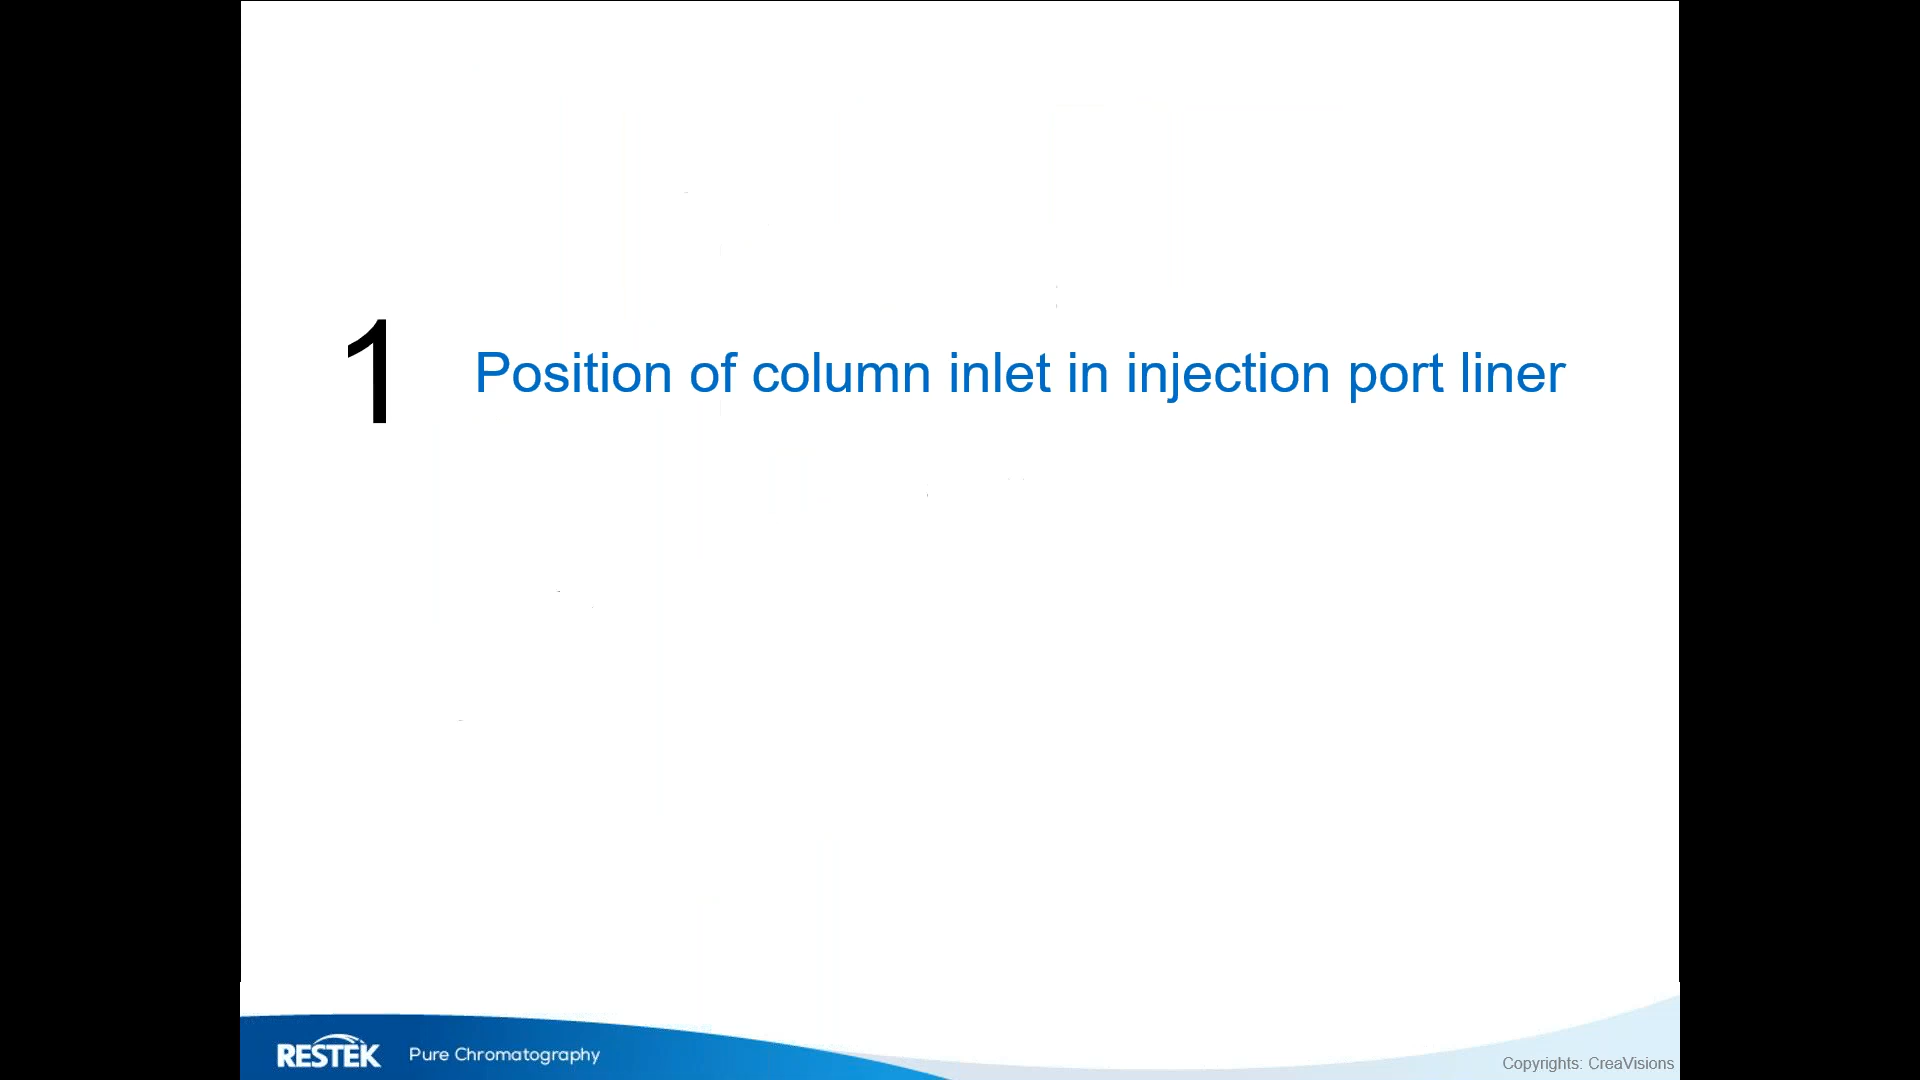 1 Position of column inlet in injection port liner
RESTEK Pure Chromatography
Copyrights: CreaVisions